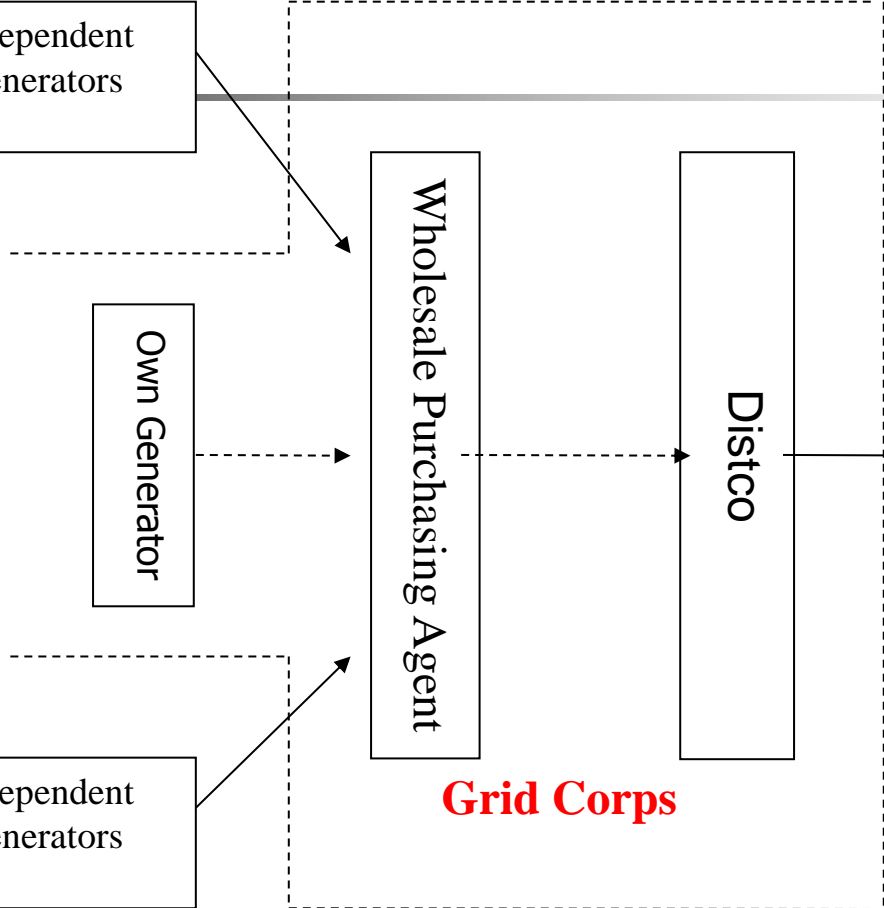 ependent
enerators
Own Generator
Wholesale Purchasing Agent
Distco
Grid Corps
ependent
enerators